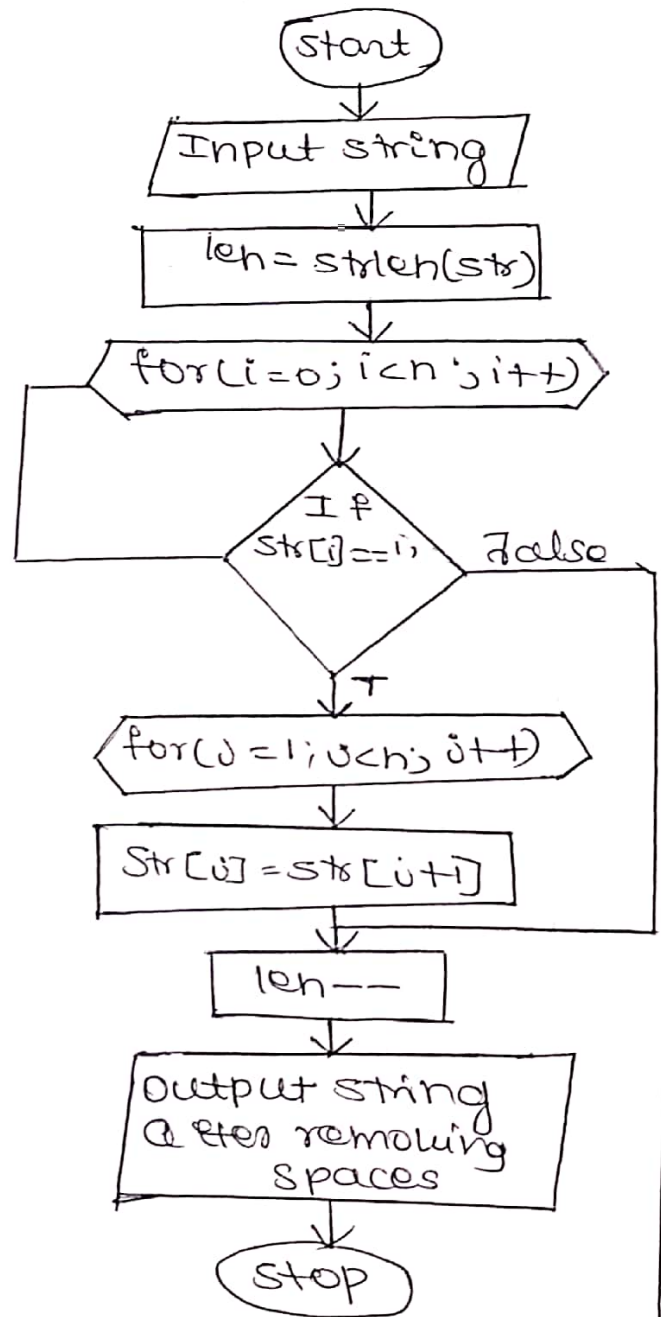 start
Input string
len = strlen(str)
for(i=0; i<n; i++)
If
str[i]==' '
False
T
for(j=i; j<n; j++)
Str[j]=str[j+1]
len--
output string
after removing
spaces
stop